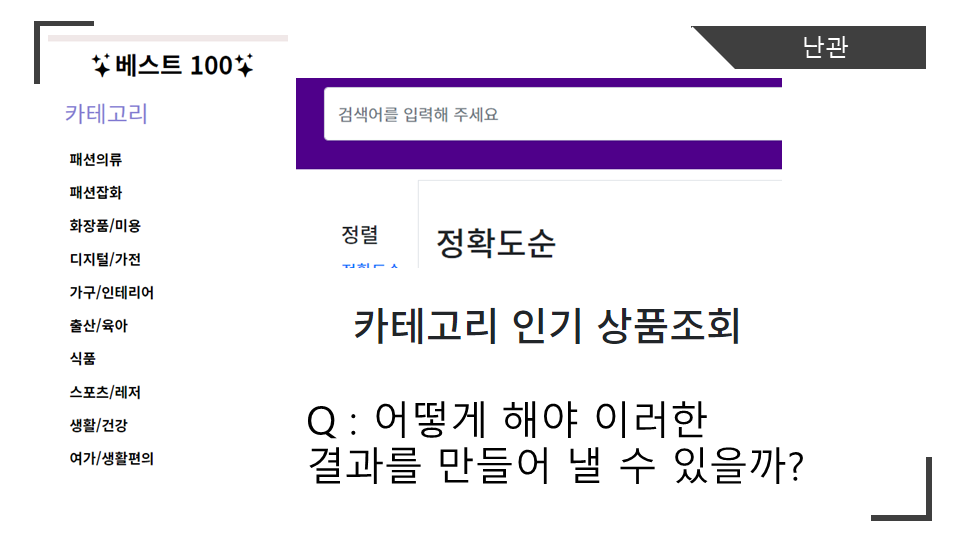 난관
✨베스트 100✨
카테고리
패션의류
패션잡화
화장품/미용
디지털/가전
가구/인테리어
출산/육아
식품
스포츠/레저
생활/건강
여가/생활편의
검색어를 입력해 주세요
정렬
정확도순
정확도순
카테고리 인기 상품조회
Q : 어떻게 해야 이러한
결과를 만들어 낼 수 있을까?